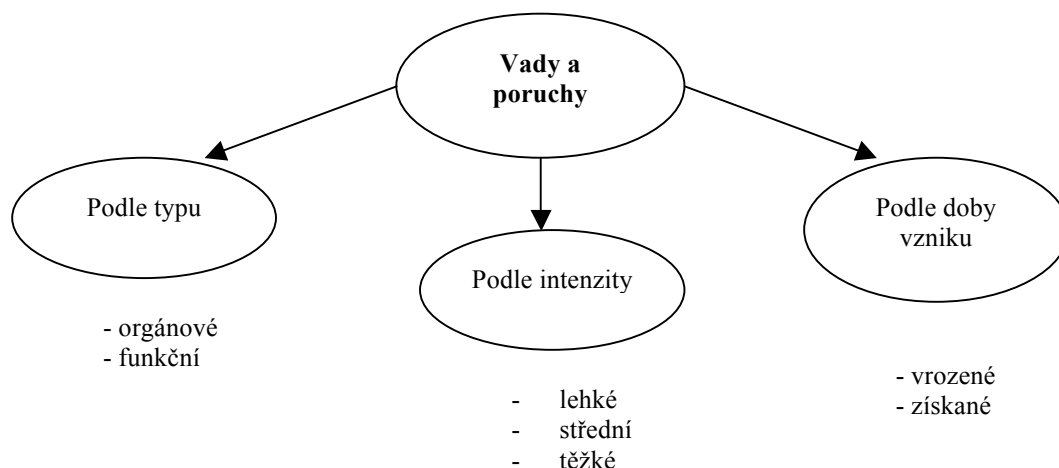 Vady a
poruchy
Podle typu
Podle intenzity
Podle doby
vzniku
- orgánové
- funkční
- lehké
- střední
- těžké
- vrozené
- získané